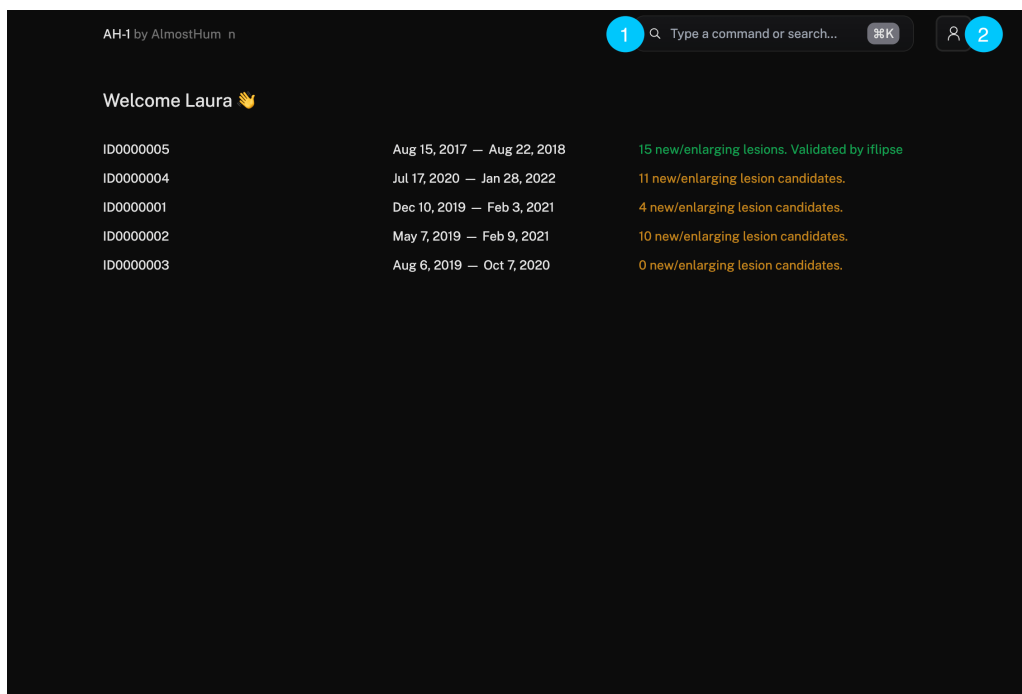 AH-1 by AlmostHum n
1 Type a command or search... ⌘K 2
Welcome Laura 👋
ID0000005 Aug 15, 2017 — Aug 22, 2018 15 new/enlarging lesions. Validated by iflipse
ID0000004 Jul 17, 2020 — Jan 28, 2022 11 new/enlarging lesion candidates.
ID0000001 Dec 10, 2019 — Feb 3, 2021 4 new/enlarging lesion candidates.
ID0000002 May 7, 2019 — Feb 9, 2021 10 new/enlarging lesion candidates.
ID0000003 Aug 6, 2019 — Oct 7, 2020 0 new/enlarging lesion candidates.